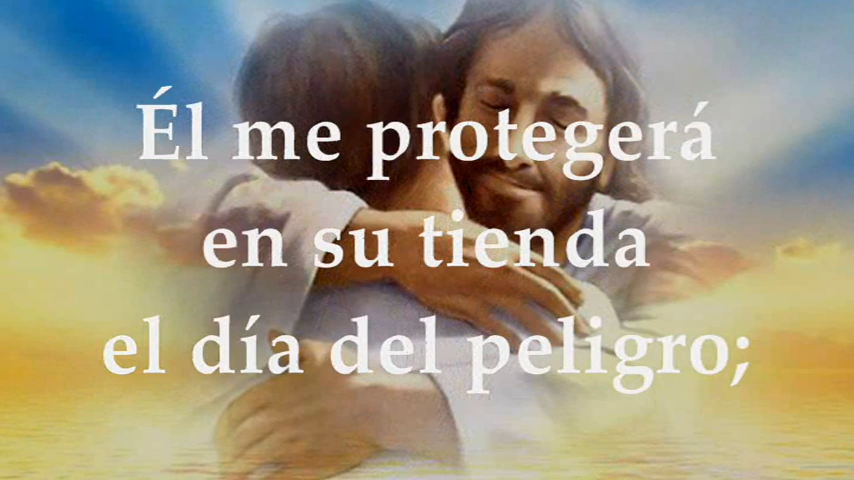 Él me protegerá
en su tienda
el día del peligro;